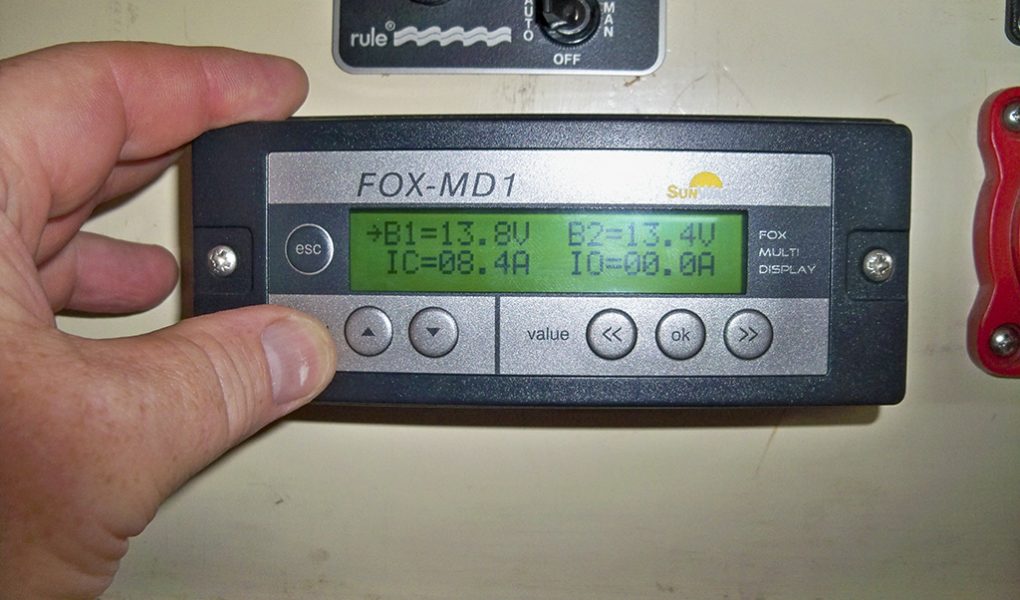 AUTO
MAN
rule®
OFF
FOX-MD1
SUN
esc
→B1=13.8V B2=13.4V
IC=08.4A IO=00.0A
FOX
MULTI
DISPLAY
value
<<
ok
>>